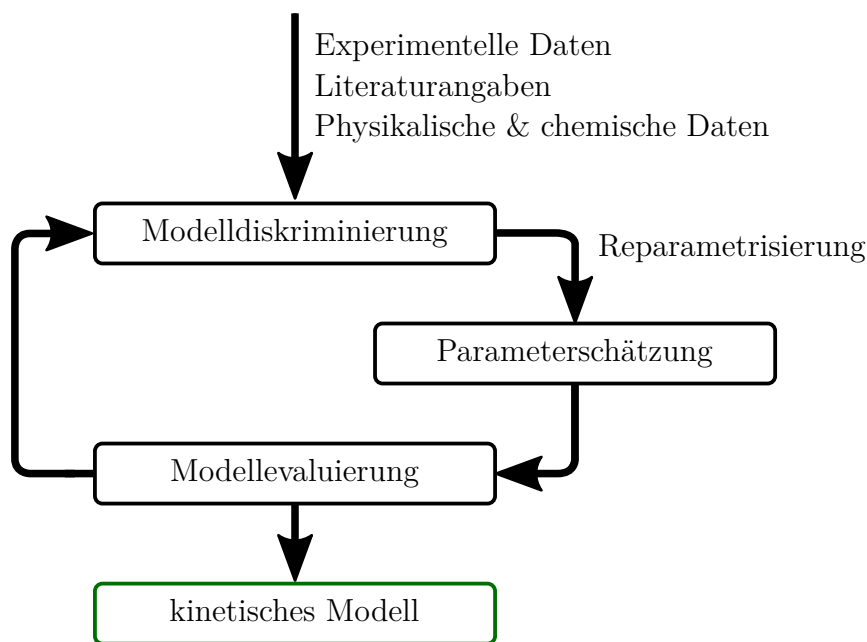 Experimentelle Daten
Literaturangaben
Physikalische & chemische Daten
Modelldiskriminierung
Reparametrisierung
Parameterschätzung
Modellevaluierung
kinetisches Modell